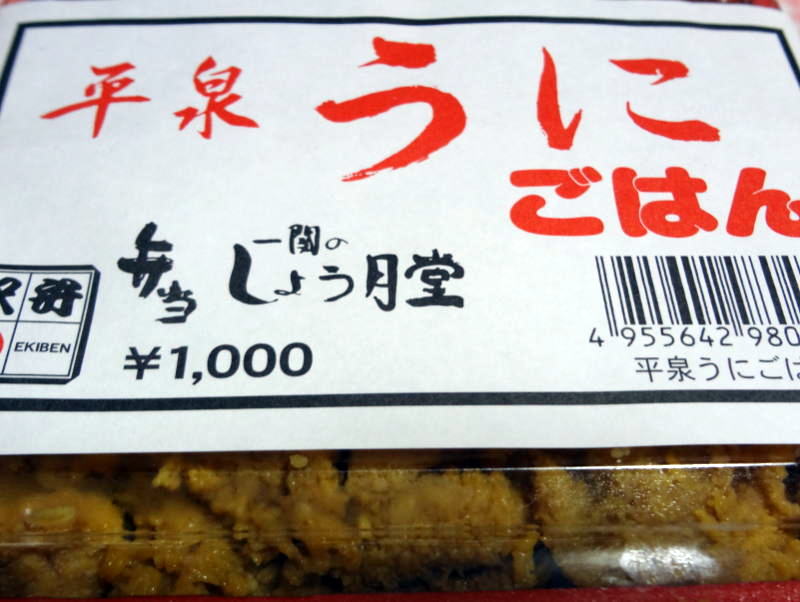 平泉 うに
ごはん
弁当 一関の しょう月堂
駅弁
EKIBEN
¥1,000
4 955642 980
平泉うにごは